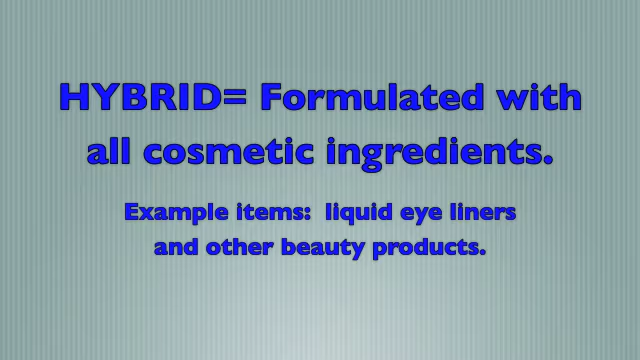 HYBRID= Formulated with
all cosmetic ingredients.
Example items:  liquid eye liners
and other beauty products.